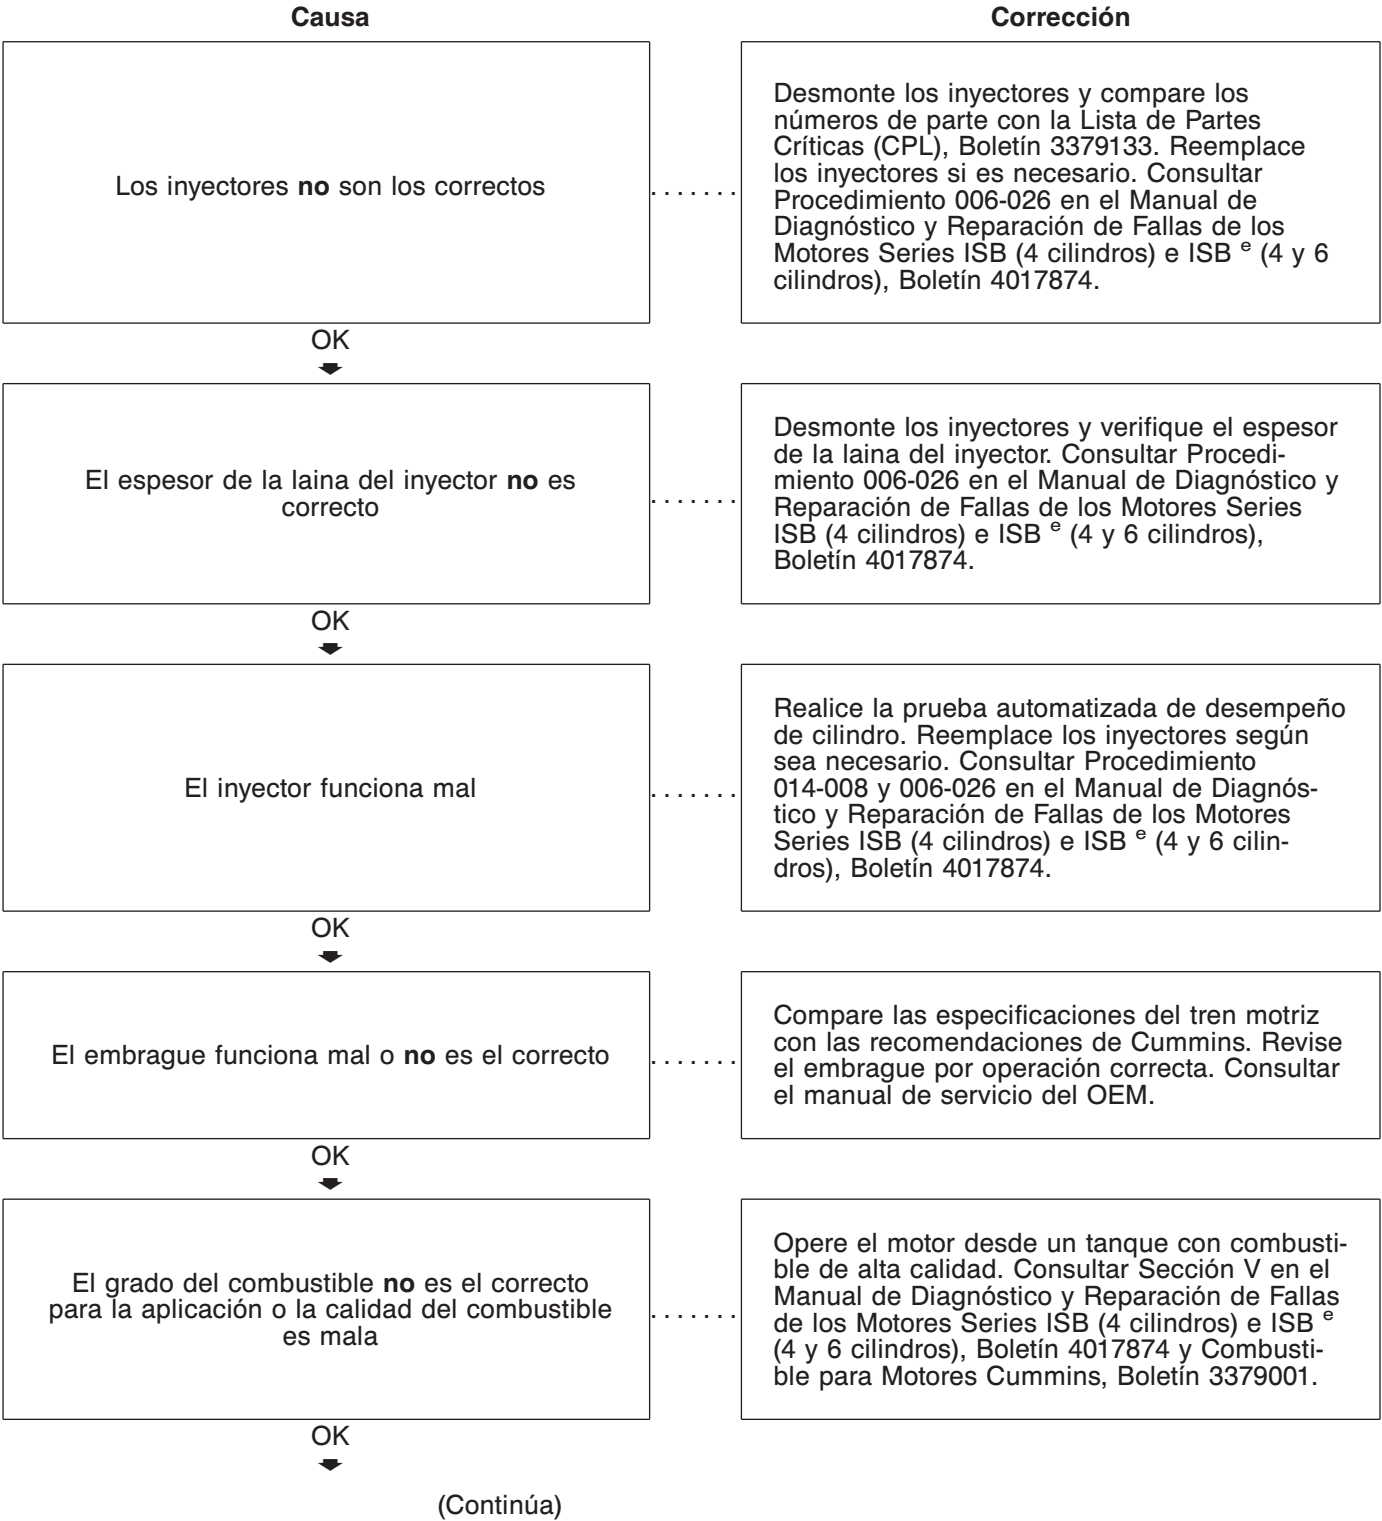 Causa
Corrección
Los inyectores no son los correctos
.......
Desmonte los inyectores y compare los
números de parte con la Lista de Partes
Críticas (CPL), Boletín 3379133. Reemplace
los inyectores si es necesario. Consultar
Procedimiento 006-026 en el Manual de
Diagnóstico y Reparación de Fallas de los
Motores Series ISB (4 cilindros) e ISB e (4 y 6
cilindros), Boletín 4017874.
OK
El espesor de la laina del inyector no es
correcto
.......
Desmonte los inyectores y verifique el espesor
de la laina del inyector. Consultar Procedi-
miento 006-026 en el Manual de Diagnóstico y
Reparación de Fallas de los Motores Series
ISB (4 cilindros) e ISB e (4 y 6 cilindros),
Boletín 4017874.
OK
El inyector funciona mal
.......
Realice la prueba automatizada de desempeño
de cilindro. Reemplace los inyectores según
sea necesario. Consultar Procedimiento
014-008 y 006-026 en el Manual de Diagnós-
tico y Reparación de Fallas de los Motores
Series ISB (4 cilindros) e ISB e (4 y 6 cilin-
dros), Boletín 4017874.
OK
El embrague funciona mal o no es el correcto
.......
Compare las especificaciones del tren motriz
con las recomendaciones de Cummins. Revise
el embrague por operación correcta. Consultar
el manual de servicio del OEM.
OK
El grado del combustible no es el correcto
para la aplicación o la calidad del combustible
es mala
.......
Opere el motor desde un tanque con combusti-
ble de alta calidad. Consultar Sección V en el
Manual de Diagnóstico y Reparación de Fallas
de los Motores Series ISB (4 cilindros) e ISB e
(4 y 6 cilindros), Boletín 4017874 y Combusti-
ble para Motores Cummins, Boletín 3379001.
OK
(Continúa)